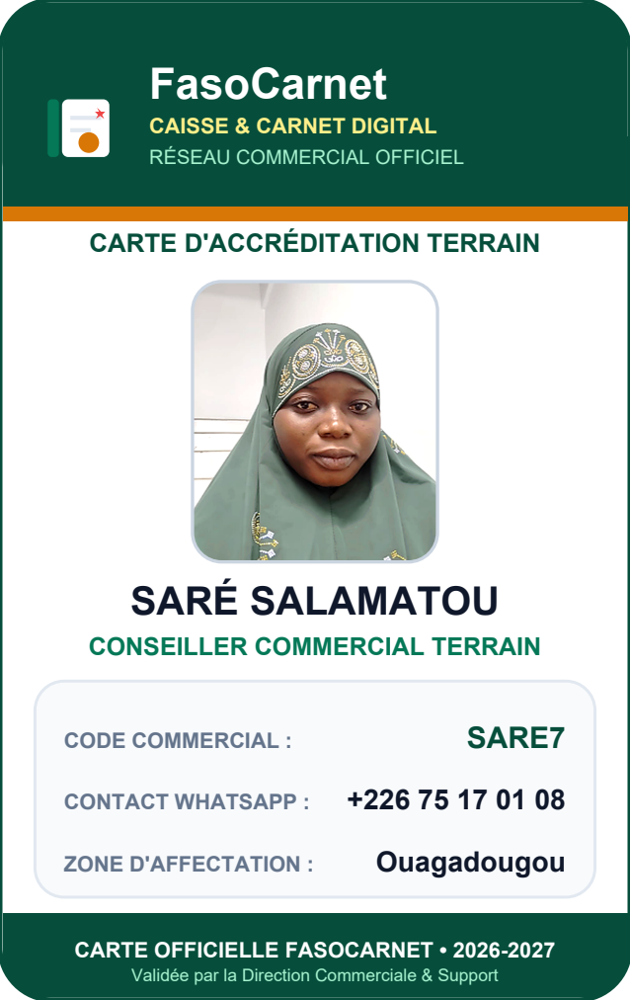 FasoCarnet
CAISSE & CARNET DIGITAL
RÉSEAU COMMERCIAL OFFICIEL
CARTE D'ACCRÉDITATION TERRAIN
SARÉ SALAMATOU
CONSEILLER COMMERCIAL TERRAIN
CODE COMMERCIAL : SARE7
CONTACT WHATSAPP : +226 75 17 01 08
ZONE D'AFFECTATION : Ouagadougou
CARTE OFFICIELLE FASOCARNET • 2026-2027
Validée par la Direction Commerciale & Support